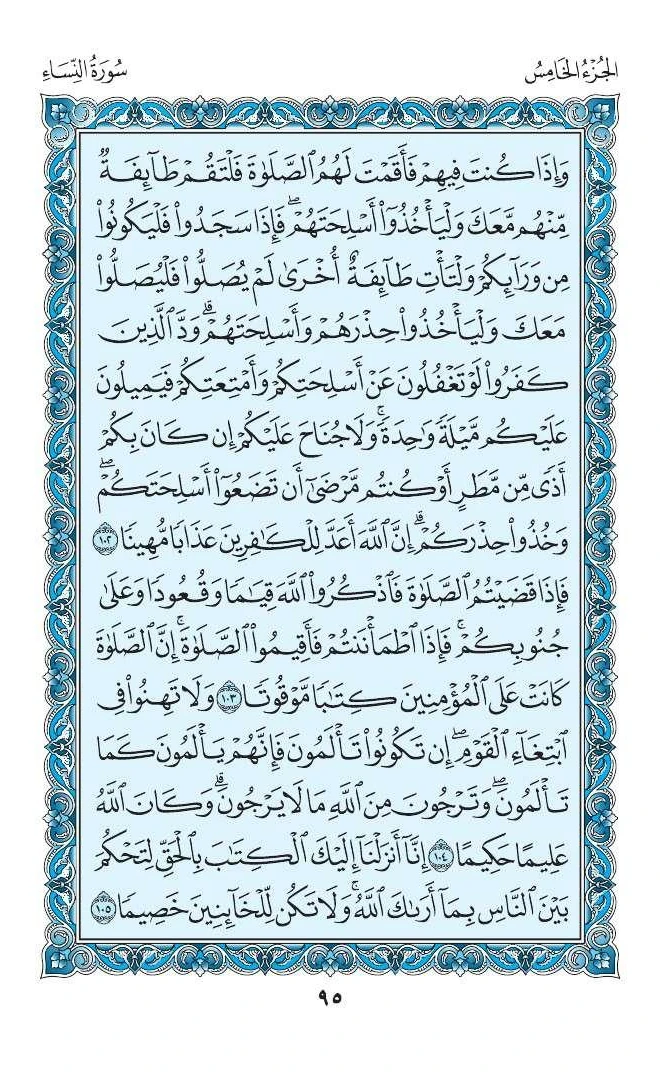 الجُزْءُ الخَامِسُ
سُورَةُ النِّسَاءِ
وَإِذَا كُنتَ فِيهِمْ فَأَقَمْتَ لَهُمُ ٱلصَّلَوٰةَ فَلْتَقُمْ طَآئِفَةٌ
مِّنْهُم مَّعَكَ وَلْيَأْخُذُوٓا۟ أَسْلِحَتَهُمْ ۖ فَإِذَا سَجَدُوا۟ فَلْيَكُونُوا۟
مِن وَرَآئِكُمْ وَلْتَأْتِ طَآئِفَةٌ أُخْرَىٰ لَمْ يُصَلُّوا۟ فَلْيُصَلُّوا۟
مَعَكَ وَلْيَأْخُذُوا۟ حِذْرَهُمْ وَأَسْلِحَتَهُمْ ۗ وَدَّ ٱلَّذِينَ
كَفَرُوا۟ لَوْ تَغْفُلُونَ عَنْ أَسْلِحَتِكُمْ وَأَمْتِعَتِكُمْ فَيَمِيلُونَ
عَلَيْكُم مَّيْلَةً وَٰحِدَةً ۚ وَلَا جُنَاحَ عَلَيْكُمْ إِن كَانَ بِكُمْ
أَذًى مِّن مَّطَرٍ أَوْ كُنتُم مَّرْضَىٰٓ أَن تَضَعُوٓا۟ أَسْلِحَتَكُمْ ۖ
وَخُذُوا۟ حِذْرَكُمْ ۗ إِنَّ ٱللَّهَ أَعَدَّ لِلْكَـٰفِرِينَ عَذَابًا مُّهِينًا ١٠٢
فَإِذَا قَضَيْتُمُ ٱلصَّلَوٰةَ فَٱذْكُرُوا۟ ٱللَّهَ قِيَـٰمًا وَقُعُودًا وَعَلَىٰ
جُنُوبِكُمْ ۚ فَإِذَا ٱطْمَأْنَنتُمْ فَأَقِيمُوا۟ ٱلصَّلَوٰةَ ۚ إِنَّ ٱلصَّلَوٰةَ
كَانَتْ عَلَى ٱلْمُؤْمِنِينَ كِتَـٰبًا مَّوْقُوتًا ١٠٣ وَلَا تَهِنُوا۟ فِى
ٱبْتِغَآءِ ٱلْقَوْمِ ۖ إِن تَكُونُوا۟ تَأْلَمُونَ فَإِنَّهُمْ يَأْلَمُونَ كَمَا
تَأْلَمُونَ ۖ وَتَرْجُونَ مِنَ ٱللَّهِ مَا لَا يَرْجُونَ ۗ وَكَانَ ٱللَّهُ
عَلِيمًا حَكِيمًا ١٠٤ إِنَّآ أَنزَلْنَآ إِلَيْكَ ٱلْكِتَـٰبَ بِٱلْحَقِّ لِتَحْكُمَ
بَيْنَ ٱلنَّاسِ بِمَآ أَرَىٰكَ ٱللَّهُ ۚ وَلَا تَكُن لِّلْخَآئِنِينَ خَصِيمًا ١٠٥
٩٥